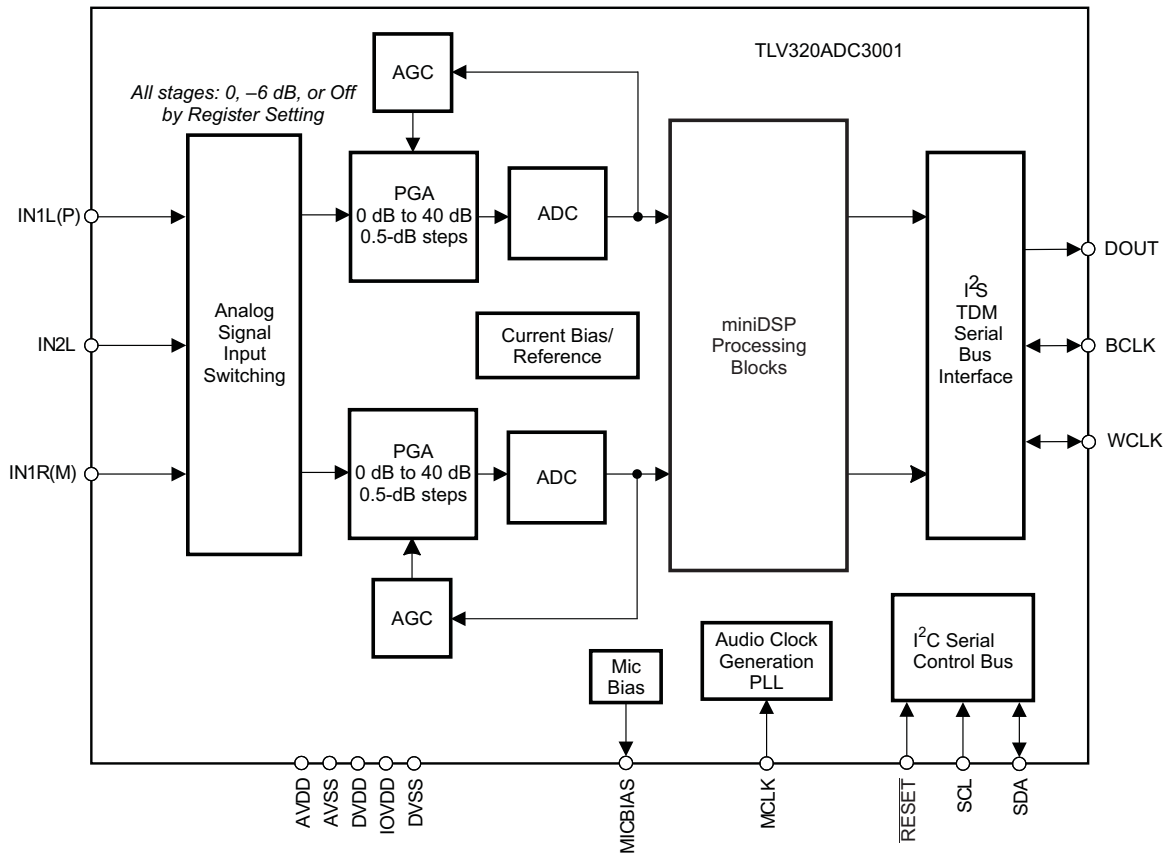 TLV320ADC3001
AGC
All stages: 0, –6 dB, or Off
by Register Setting
PGA
0 dB to 40 dB
0.5-dB steps
ADC
IN1L(P)
IN2L
IN1R(M)
Analog
Signal
Input
Switching
Current Bias/
Reference
miniDSP
Processing
Blocks
I2S
TDM
Serial
Bus
Interface
DOUT
BCLK
WCLK
PGA
0 dB to 40 dB
0.5-dB steps
ADC
AGC
Mic
Bias
Audio Clock
Generation
PLL
I2C Serial
Control Bus
AVDD
AVSS
DVDD
IOVDD
DVSS
MICBIAS
MCLK
RESET
SCL
SDA